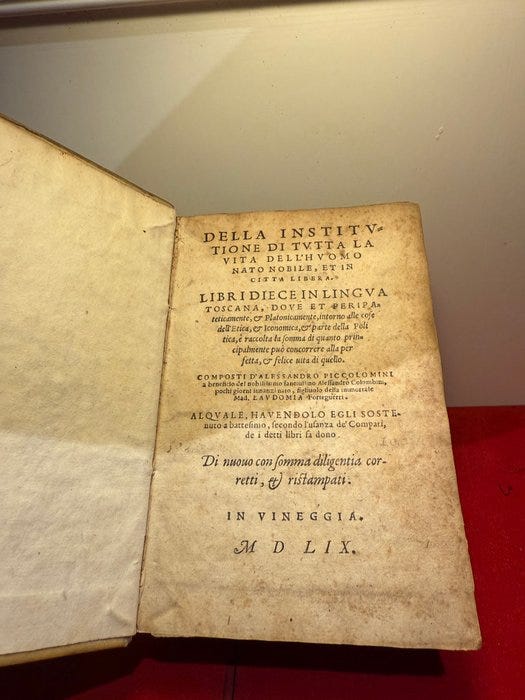 DELLA INSTITV-
TIONE DI TVTTA LA
VITA DELL'HVOMO
NATO NOBILE, ET IN
CITTA LIBERA.
LIBRI DIECE IN LINGVA
TOSCANA, DOVE ET PERIPA-
teticamente, & Platonicamente, intorno alle cose
dell'Etica, & Iconomica, & parte della Poli
tica, è raccolta la somma di quanto prin-
cipalmente può concorrere alla per
fetta, & felice uita di quello.
COMPOSTI D'ALESSANDRO PICCOLOMINI
a beneficio del nobilissimo fanciullino Alessandro Colombini,
pochi giorni innanzi nato, figliuolo della immortale
Mad. LAVDOMIA Forteguerri.
ALQVALE, HAVENDOLO EGLI SOSTE-
nuto a battesimo, secondo l'usanza de' Compari,
de i detti libri fa dono.
Di nuouo con somma diligentia cor-
retti, & ristampati.
IN VINEGGIA.
M D LIX.